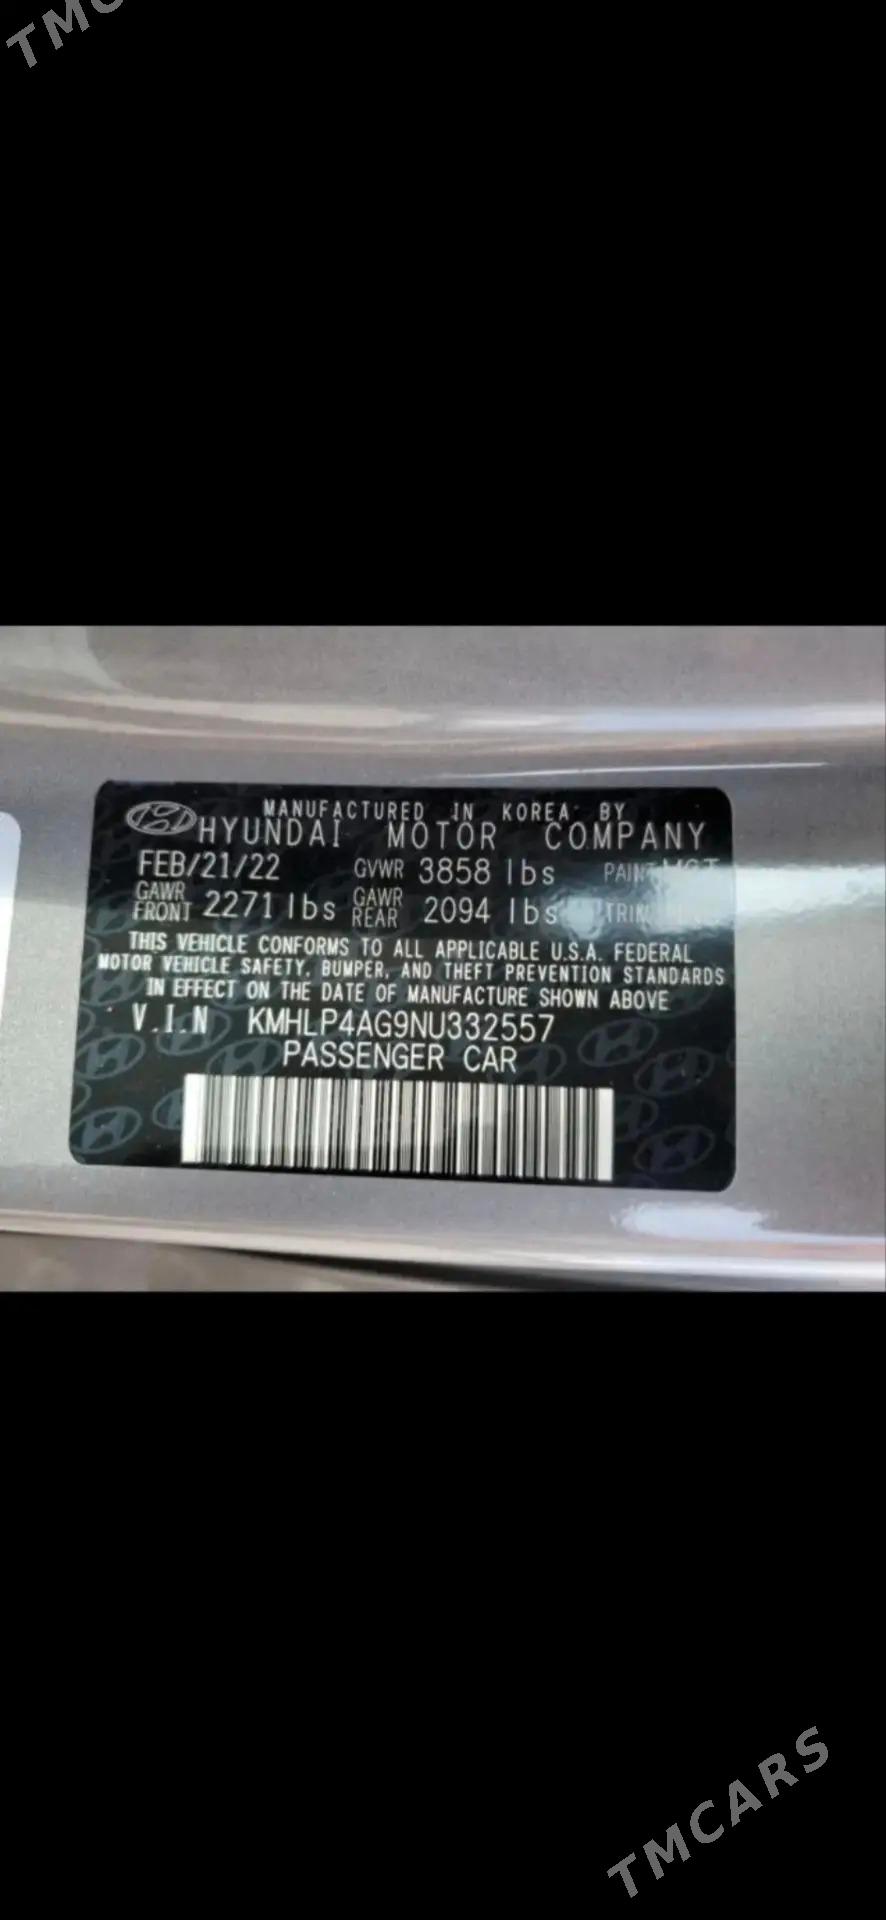 TMC
MANUFACTURED IN KOREA BY
HYUNDAI MOTOR COMPANY
FEB/21/22 GVWR 3858 lbs PAINT
GAWR FRONT 2271 lbs GAWR REAR 2094 lbs TRIM
THIS VEHICLE CONFORMS TO ALL APPLICABLE U.S.A. FEDERAL
MOTOR VEHICLE SAFETY, BUMPER, AND THEFT PREVENTION STANDARDS
IN EFFECT ON THE DATE OF MANUFACTURE SHOWN ABOVE
V.I.N KMHLP4AG9NU332557
PASSENGER CAR
TMCARS